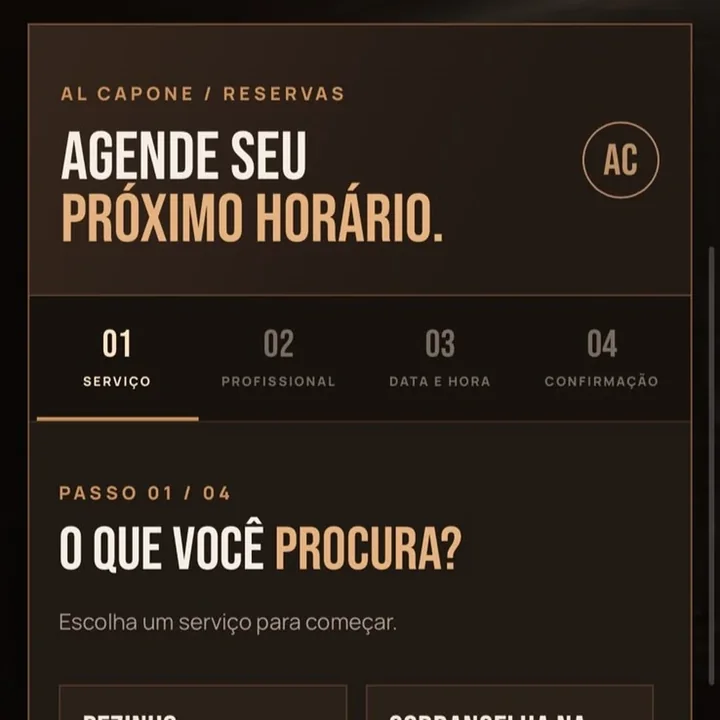 AL CAPONE / RESERVAS
AGENDE SEU
PRÓXIMO HORÁRIO.
AC
01
SERVIÇO
02
PROFISSIONAL
03
DATA E HORA
04
CONFIRMAÇÃO
PASSO 01 / 04
O QUE VOCÊ PROCURA?
Escolha um serviço para começar.